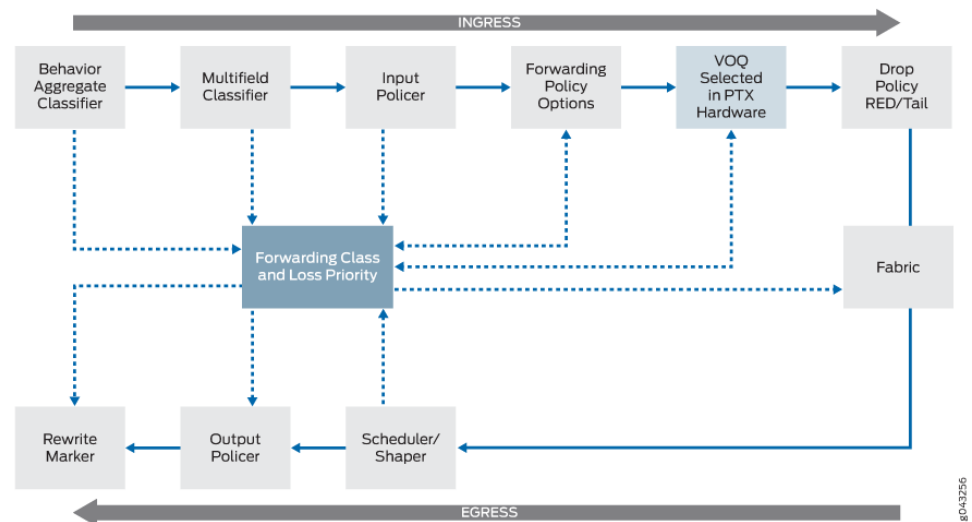 INGRESS
Behavior
Aggregate
Classifier
Multifield
Classifier
Input
Policer
Forwarding
Policy
Options
VOQ
Selected
in PTX
Hardware
Drop
Policy
RED/Tail
Forwarding Class
and Loss Priority
Fabric
Rewrite
Marker
Output
Policer
Scheduler/
Shaper
EGRESS
g043256